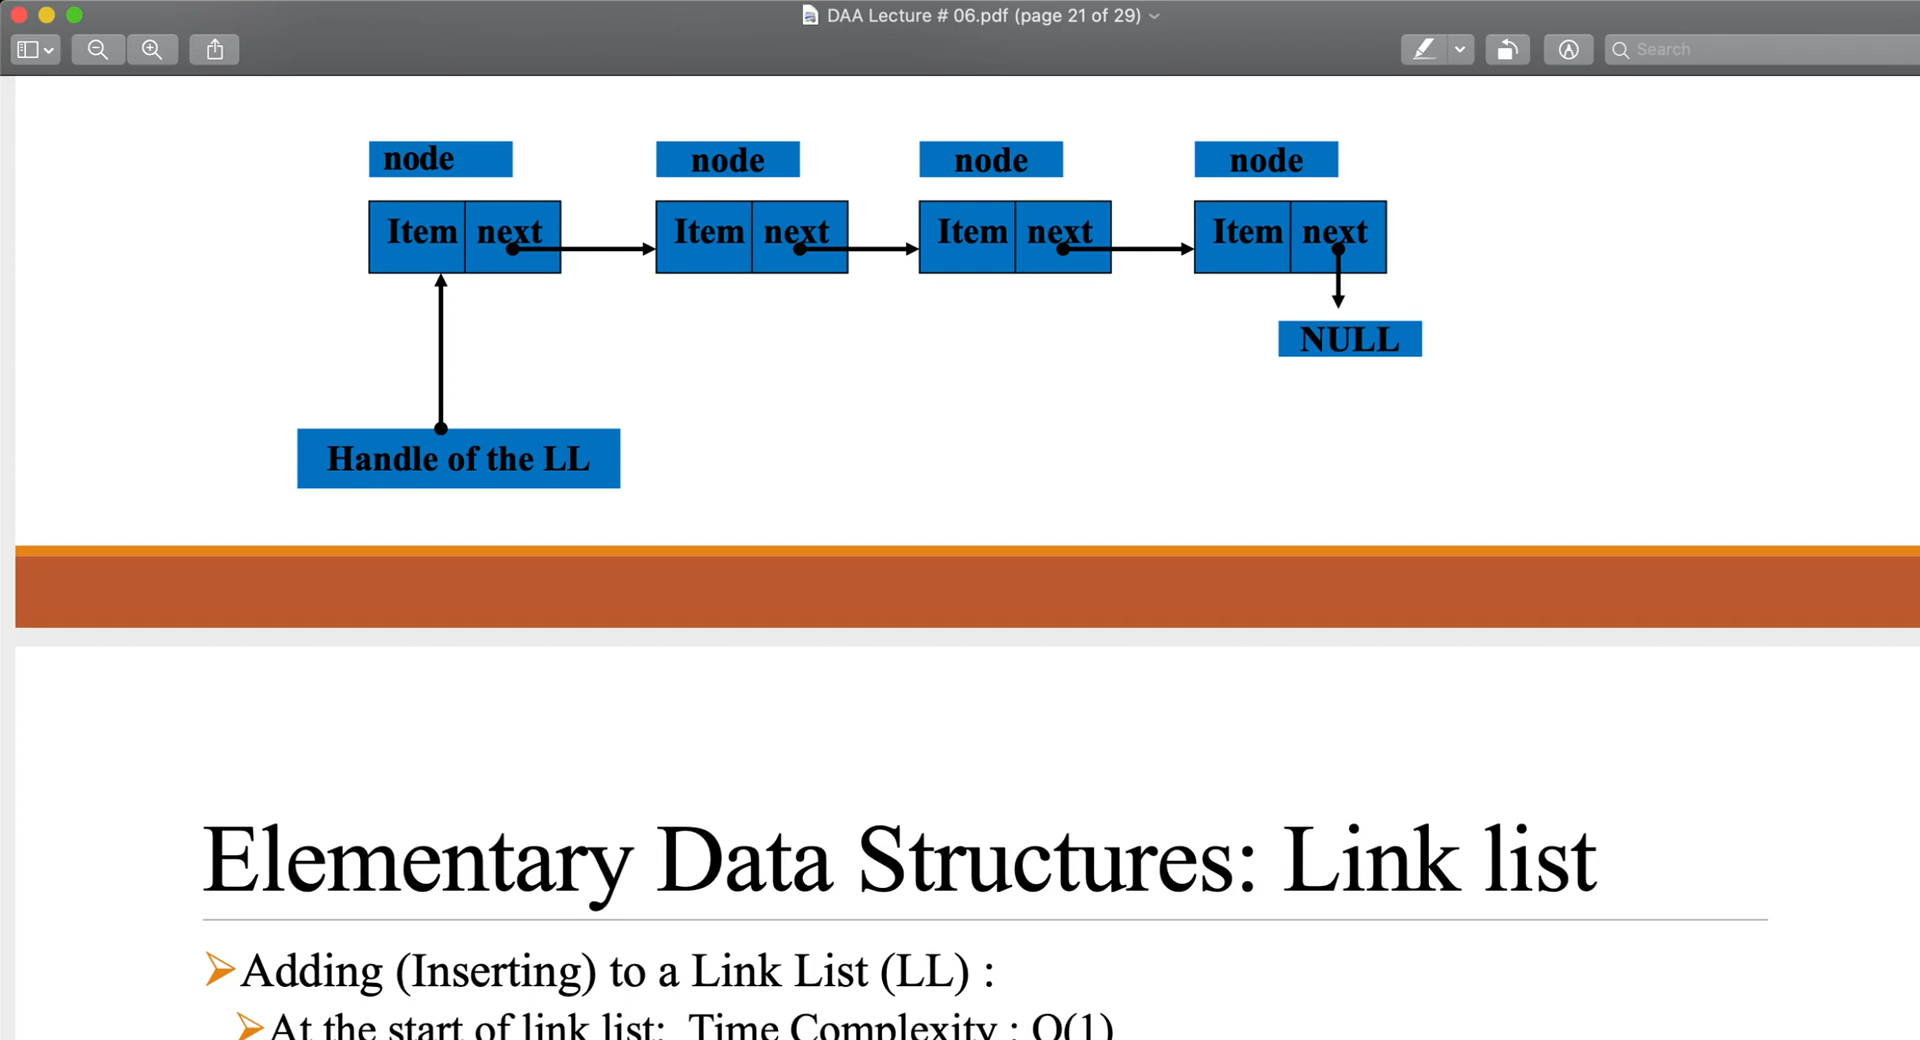 DAA Lecture # 06.pdf (page 21 of 29)
Search
node node node node
Item next Item next Item next Item next
NULL
Handle of the LL
Elementary Data Structures: Link list
Adding (Inserting) to a Link List (LL) :
At the start of link list: Time Complexity : O(1)